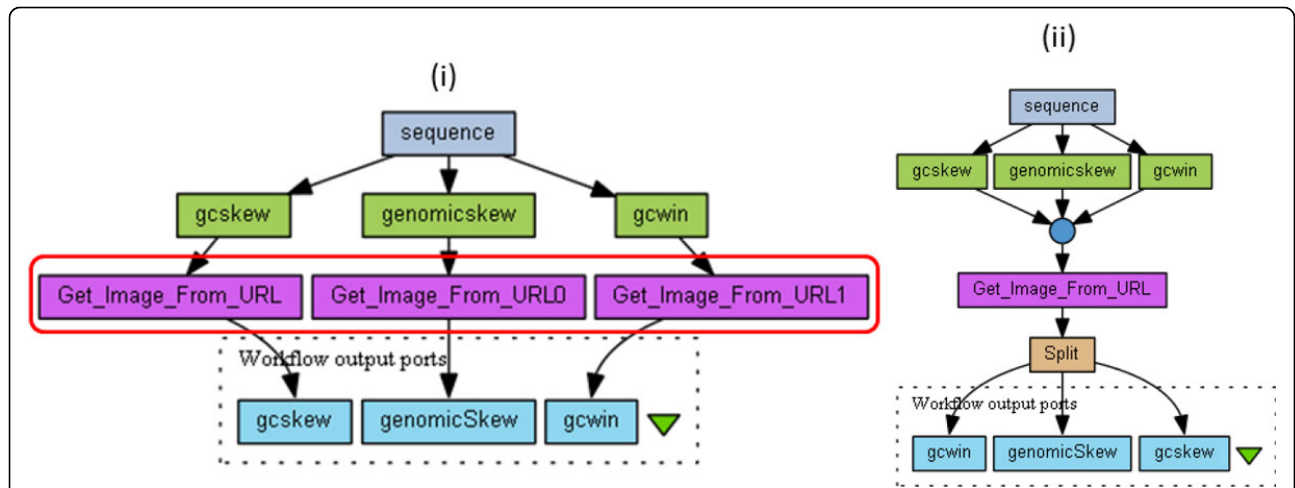 (i)
sequence
gcskew genomicskew gcwin
Get_Image_From_URL Get_Image_From_URL0 Get_Image_From_URL1
Workflow output ports
gcskew genomicSkew gcwin
(ii)
sequence
gcskew genomicskew gcwin
Get_Image_From_URL
Split
Workflow output ports
gcwin genomicSkew gcskew